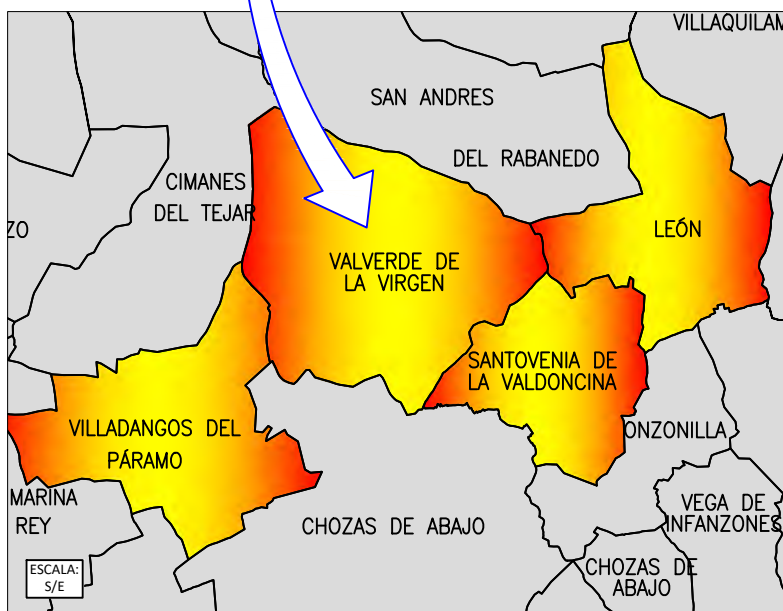 VILLAQUILAM
SAN ANDRES
DEL RABANEDO
CIMANES
DEL TEJAR
ZO
LEÓN
VALVERDE DE
LA VIRGEN
SANTOVENIA DE
LA VALDONCINA
VILLADANGOS DEL
PÁRAMO
ONZONILLA
MARINA
REY
CHOZAS DE ABAJO
VEGA DE
INFANZONES
CHOZAS DE
ABAJO
ESCALA:
S/E